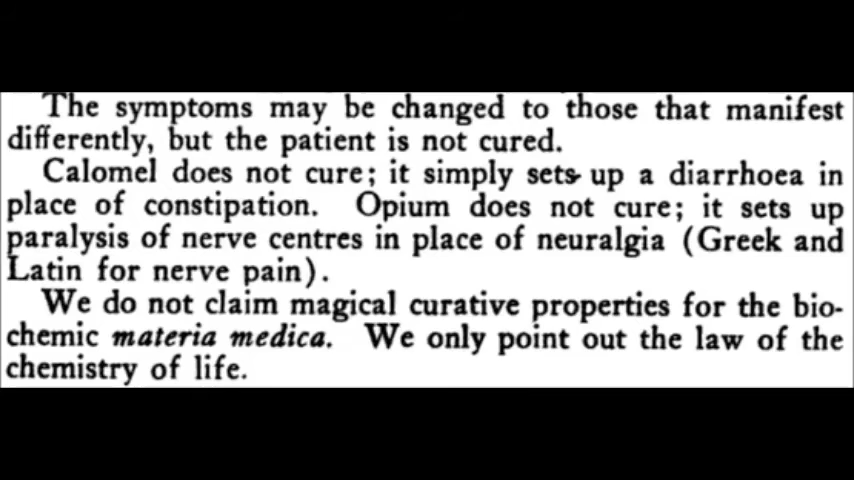 The symptoms may be changed to those that manifest
differently, but the patient is not cured.
Calomel does not cure; it simply sets up a diarrhoea in
place of constipation. Opium does not cure; it sets up
paralysis of nerve centres in place of neuralgia (Greek and
Latin for nerve pain).
We do not claim magical curative properties for the bio-
chemic materia medica. We only point out the law of the
chemistry of life.